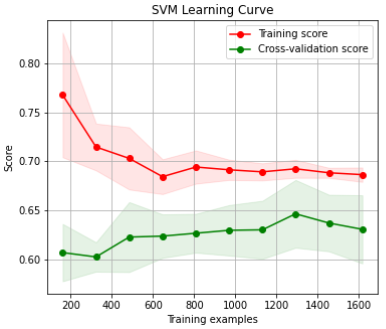 SVM Learning Curve
Training score
Cross-validation score
Score
0.80
0.75
0.70
0.65
0.60
200 400 600 800 1000 1200 1400 1600
Training examples